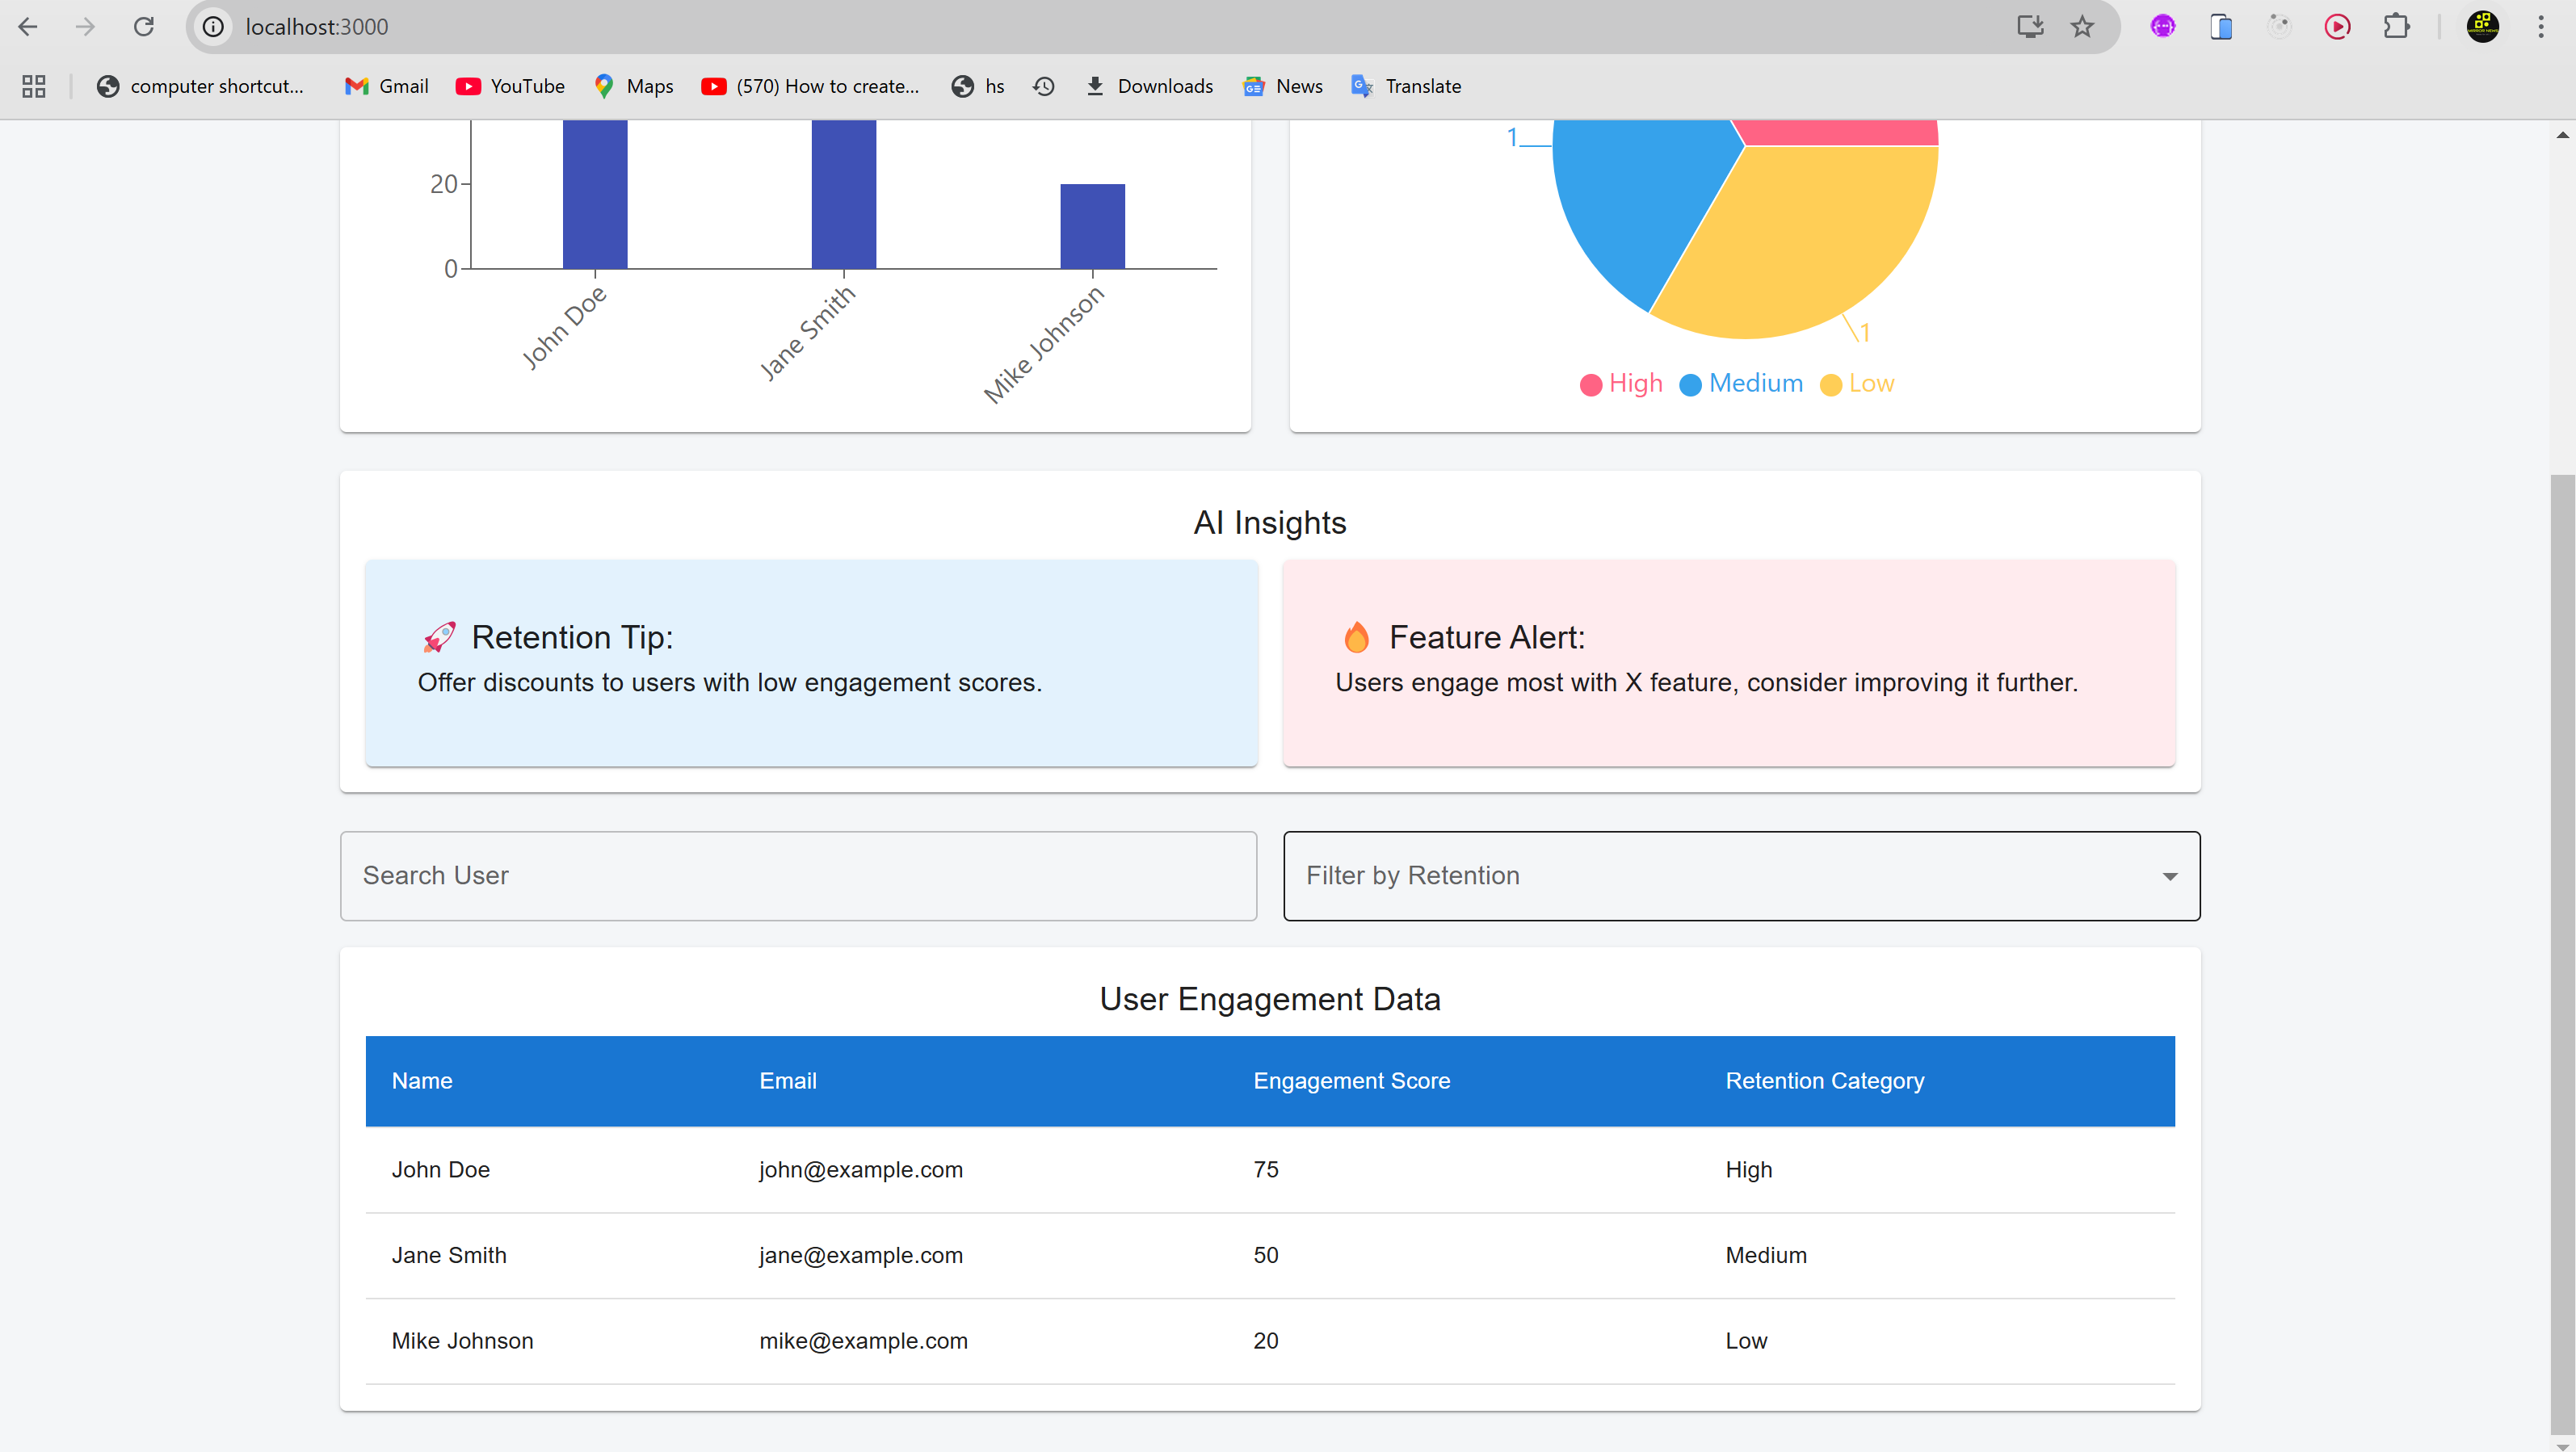 localhost:3000
computer shortcut...
Gmail
YouTube
Maps
(570) How to create...
hs
Downloads
News
Translate
20
0
John Doe
Jane Smith
Mike Johnson
1
1
High
Medium
Low
AI Insights
🚀 Retention Tip:
Offer discounts to users with low engagement scores.
🔥 Feature Alert:
Users engage most with X feature, consider improving it further.
Search User
Filter by Retention
User Engagement Data
Name Email Engagement Score Retention Category
John Doe john@example.com 75 High
Jane Smith jane@example.com 50 Medium
Mike Johnson mike@example.com 20 Low